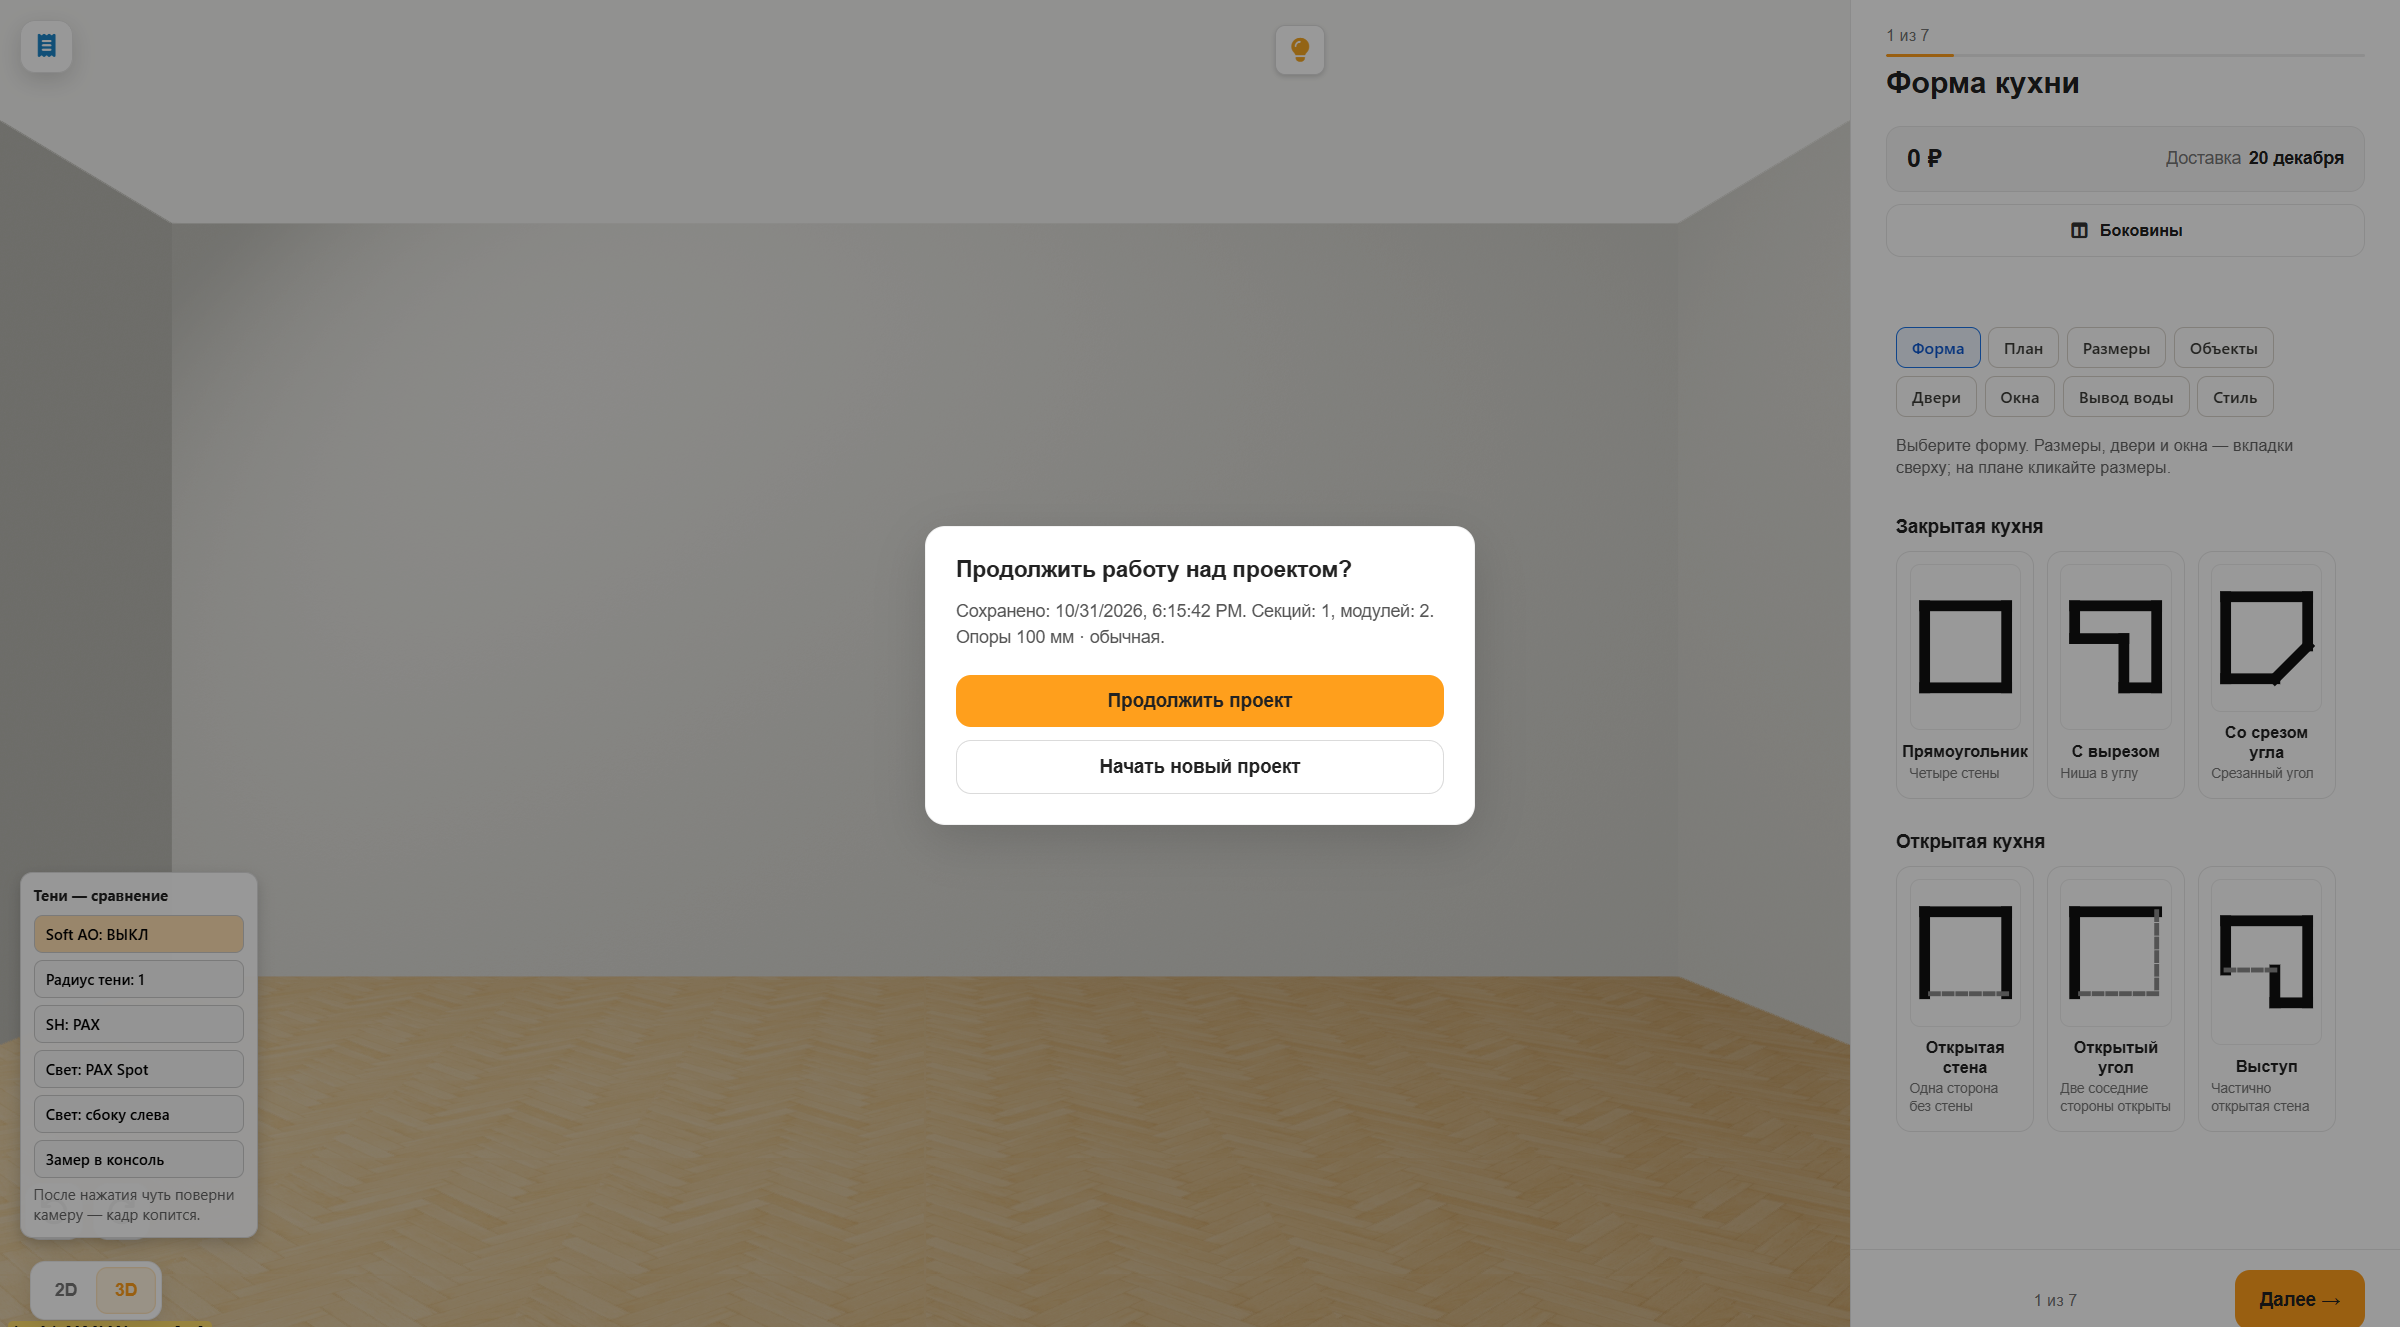 1 из 7
Форма кухни
0 ₽
Доставка 20 декабря
Боковины
Форма
План
Размеры
Объекты
Двери
Окна
Вывод воды
Стиль
Выберите форму. Размеры, двери и окна — вкладки
сверху; на плане кликайте размеры.
Закрытая кухня
Прямоугольник
Четыре стены
С вырезом
Ниша в углу
Со срезом
угла
Срезанный угол
Открытая кухня
Открытая
стена
Одна сторона
без стены
Открытый
угол
Две соседние
стороны открыты
Выступ
Частично
открытая стена
1 из 7
Далее →
Продолжить работу над проектом?
Сохранено: 10/31/2026, 6:15:42 PM. Секций: 1, модулей: 2.
Опоры 100 мм · обычная.
Продолжить проект
Начать новый проект
Тени — сравнение
Soft AO: ВЫКЛ
Радиус тени: 1
SH: PAX
Свет: PAX Spot
Свет: сбоку слева
Замер в консоль
После нажатия чуть поверни
камеру — кадр копится.
2D
3D